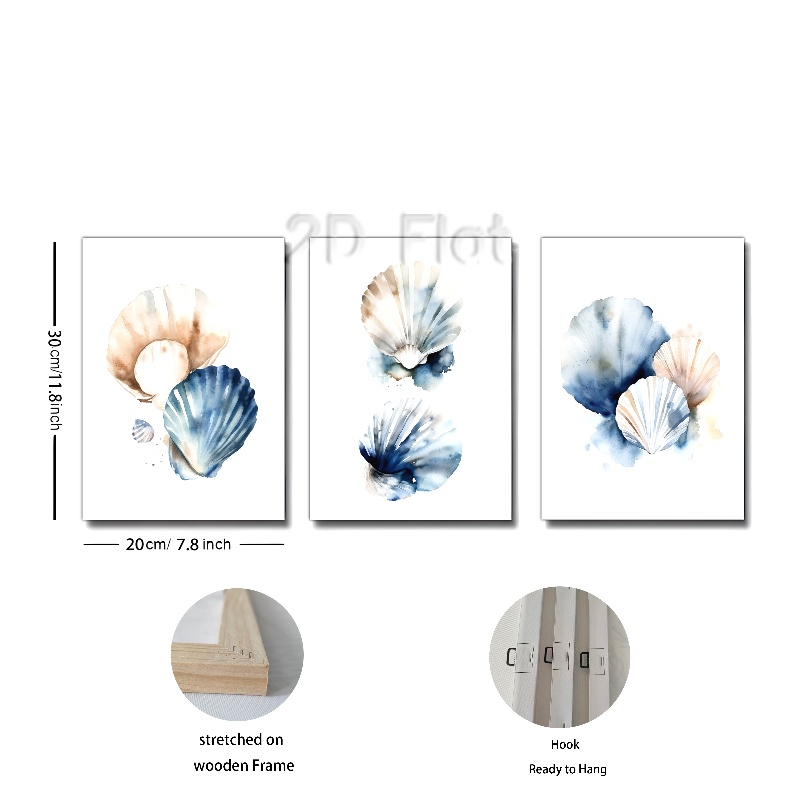 2D Flat
30cm/11.8inch
20cm/ 7.8 inch
stretched on
wooden Frame
Hook
Ready to Hang